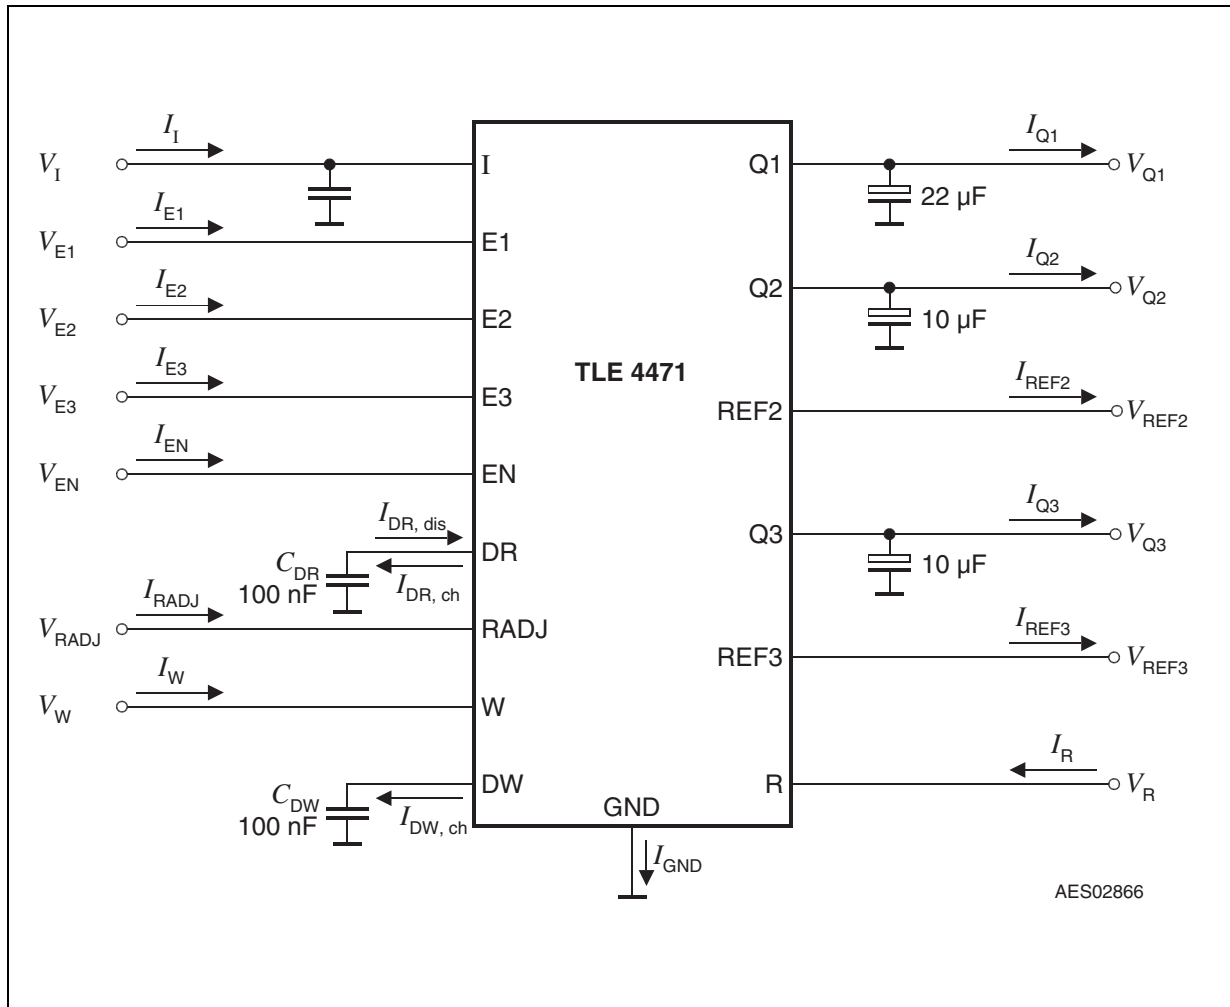 I_I
V_I
I
I_E1
V_E1
E1
I_E2
V_E2
E2
I_E3
V_E3
E3
I_EN
V_EN
EN
I_DR, dis
DR
C_DR
100 nF
I_DR, ch
I_RADJ
V_RADJ
RADJ
I_W
V_W
W
C_DW
100 nF
DW
I_DW, ch
TLE 4471
GND
I_GND
Q1
I_Q1
V_Q1
22 µF
Q2
I_Q2
V_Q2
10 µF
REF2
I_REF2
V_REF2
Q3
I_Q3
V_Q3
10 µF
REF3
I_REF3
V_REF3
R
I_R
V_R
AES02866